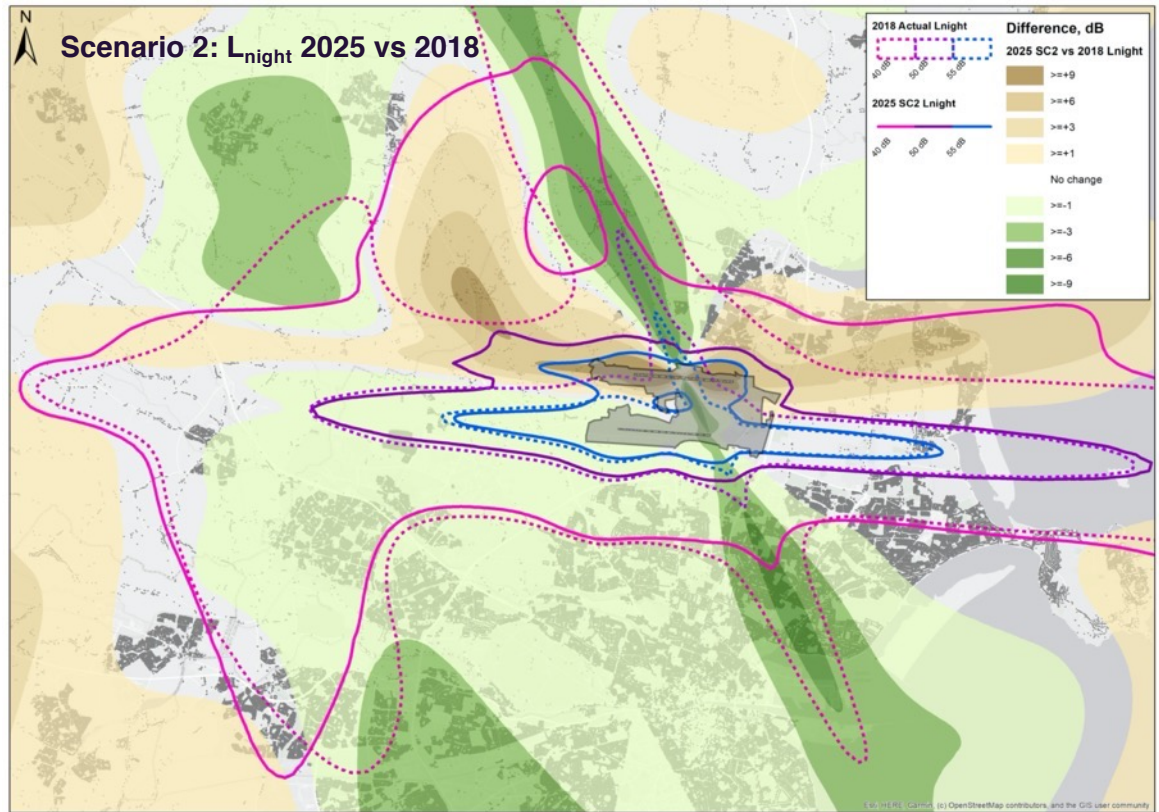 N
Scenario 2: Lnight 2025 vs 2018
2018 Actual Lnight
40 dB
50 dB
55 dB
2025 SC2 Lnight
40 dB
50 dB
55 dB
Difference, dB
2025 SC2 vs 2018 Lnight
>=+9
>=+6
>=+3
>=+1
No change
>=-1
>=-3
>=-6
>=-9
Esri, HERE, Garmin, (c) OpenStreetMap contributors, and the GIS user community